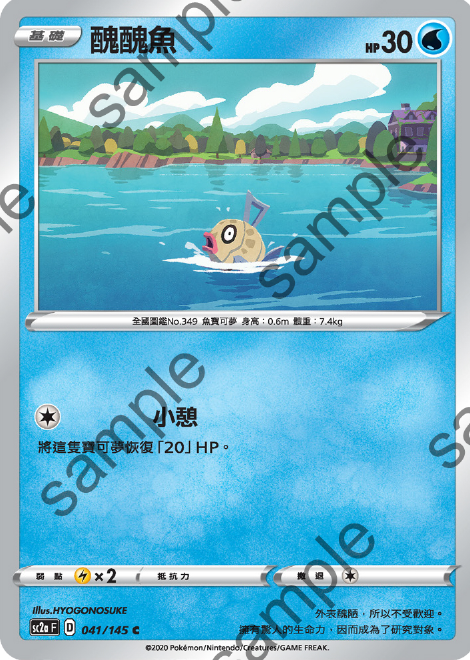 基礎 醜醜魚 HP30
全國圖鑑No.349 魚寶可夢 身高：0.6m 體重：7.4kg
小憩
將這隻寶可夢恢復「20」HP。
弱點 ×2 抵抗力 撤退
Illus.HYOGONOSUKE
sc2a F D 041/145 C
外表醜陋，所以不受歡迎。
擁有驚人的生命力，因而成為了研究對象。
©2020 Pokémon/Nintendo/Creatures/GAME FREAK.
sample
sample
sample
sample
sample
sample
sample
sample